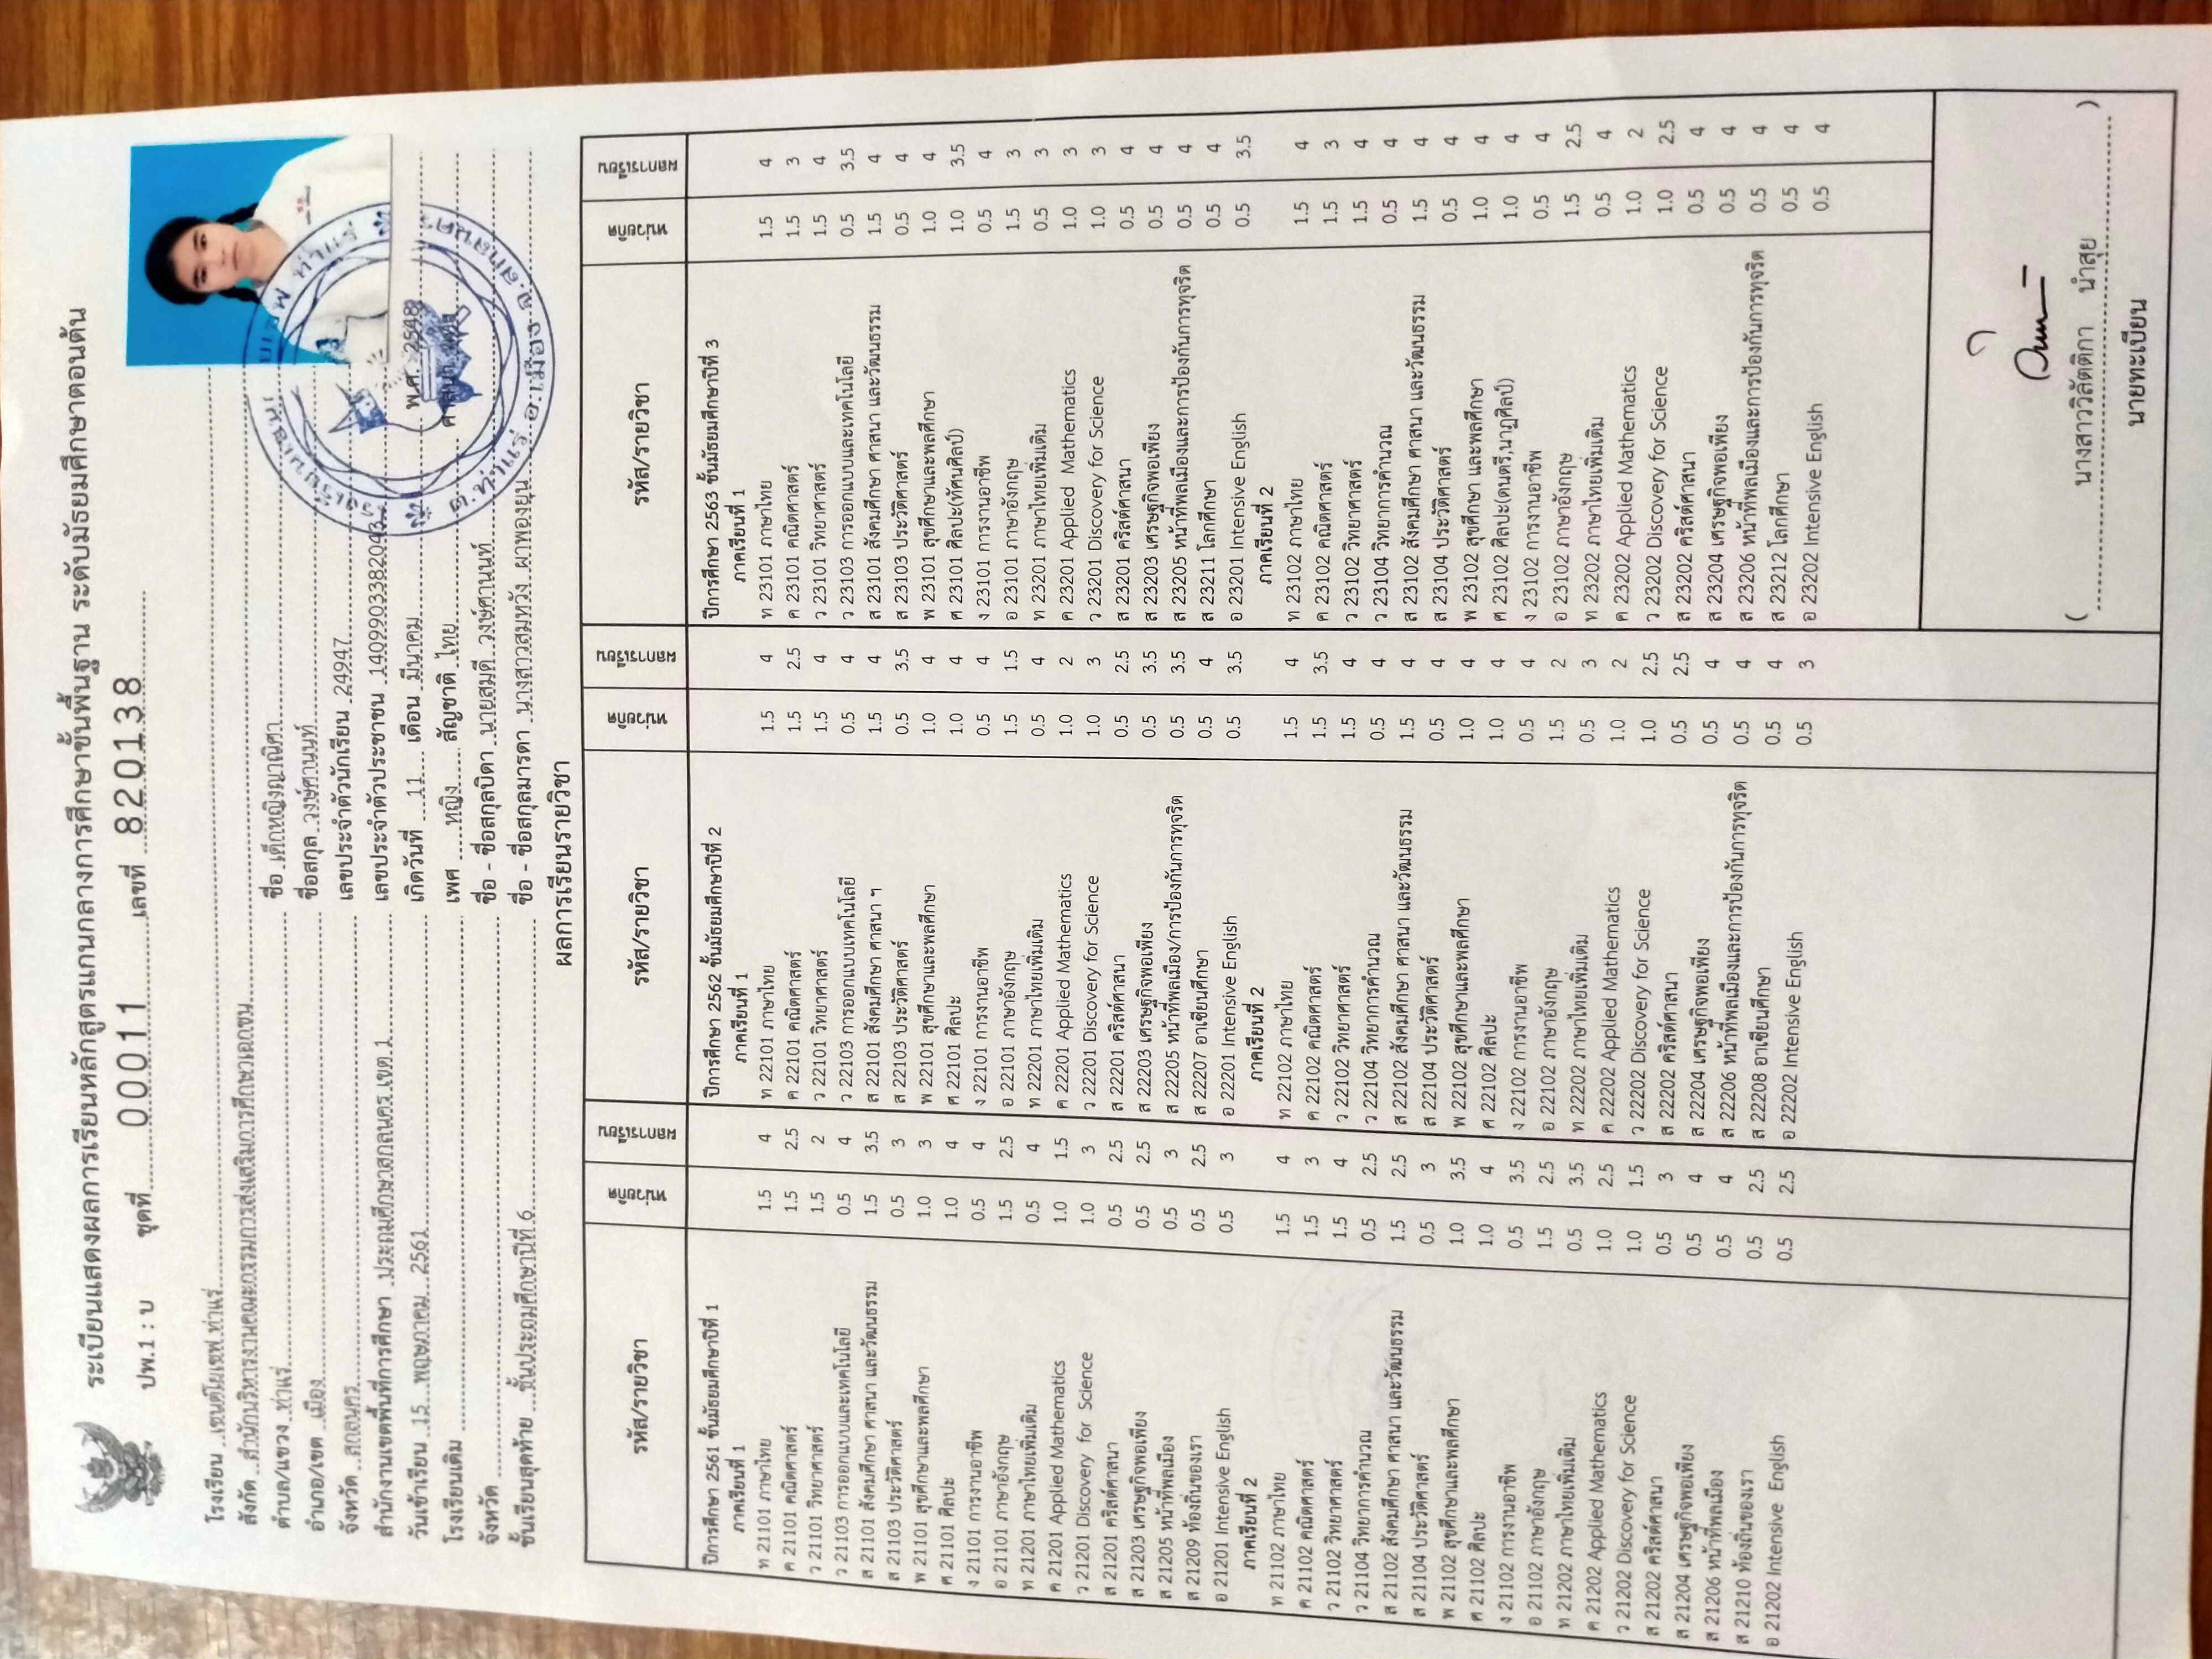 ระเบียนแสดงผลการเรียนหลักสูตรแกนกลางการศึกษาขั้นพื้นฐาน ระดับมัธยมศึกษาตอนต้น
ปพ.1 : บ ชุดที่ 00011 เลขที่ 820138
โรงเรียน เซนต์โยเซฟ ท่าแร่
สังกัด สำนักบริหารงานคณะกรรมการส่งเสริมการศึกษาเอกชน
ตำบล/แขวง ท่าแร่
อำเภอ/เขต เมือง
จังหวัด สกลนคร
สำนักงานเขตพื้นที่การศึกษา ประถมศึกษาสกลนคร เขต 1
วันเข้าเรียน 15 พฤษภาคม 2561
โรงเรียนเดิม
จังหวัด
ชั้นเรียนสุดท้าย ชั้นประถมศึกษาปีที่ 6
ชื่อ เด็กหญิงญาณิศา
ชื่อสกุล วงษ์ศานนท์
เลขประจำตัวนักเรียน 24947
เลขประจำตัวประชาชน 1409903382043
เกิดวันที่ 11 เดือน มีนาคม พ.ศ. 2548
เพศ หญิง สัญชาติ ไทย ศาสนา
ชื่อ - ชื่อสกุลบิดา นายสมดี วงษ์ศานนท์
ชื่อ - ชื่อสกุลมารดา นางสาวสมหวัง ผาพองยุน
ต.ท่าแร่ อ.เมือง จ.สกลนคร
ผลการเรียนรายวิชา
รหัส/รายวิชา หน่วยกิต ผลการเรียน
ปีการศึกษา 2561 ชั้นมัธยมศึกษาปีที่ 1
ภาคเรียนที่ 1
ท 21101 ภาษาไทย 1.5 4
ค 21101 คณิตศาสตร์ 1.5 2.5
ว 21101 วิทยาศาสตร์ 1.5 2
ว 21103 การออกแบบและเทคโนโลยี 0.5 4
ส 21101 สังคมศึกษา ศาสนา และวัฒนธรรม 1.5 3.5
ส 21103 ประวัติศาสตร์ 0.5 3
พ 21101 สุขศึกษาและพลศึกษา 1.0 3
ศ 21101 ศิลปะ 1.0 4
ง 21101 การงานอาชีพ 0.5 4
อ 21101 ภาษาอังกฤษ 1.5 2.5
ท 21201 ภาษาไทยเพิ่มเติม 0.5 4
ค 21201 Applied Mathematics 1.0 1.5
ว 21201 Discovery for Science 1.0 3
ส 21201 คริสต์ศาสนา 0.5 2.5
ส 21203 เศรษฐกิจพอเพียง 0.5 2.5
ส 21205 หน้าที่พลเมือง 0.5 3
ส 21209 ท้องถิ่นของเรา 0.5 2.5
อ 21201 Intensive English 0.5 3
ภาคเรียนที่ 2
ท 21102 ภาษาไทย 1.5 4
ค 21102 คณิตศาสตร์ 1.5 3
ว 21102 วิทยาศาสตร์ 1.5 4
ว 21104 วิทยาการคำนวณ 0.5 2.5
ส 21102 สังคมศึกษา ศาสนา และวัฒนธรรม 1.5 2.5
ส 21104 ประวัติศาสตร์ 0.5 3
พ 21102 สุขศึกษาและพลศึกษา 1.0 3.5
ศ 21102 ศิลปะ 1.0 4
ง 21102 การงานอาชีพ 0.5 3.5
อ 21102 ภาษาอังกฤษ 1.5 2.5
ท 21202 ภาษาไทยเพิ่มเติม 0.5 3.5
ค 21202 Applied Mathematics 1.0 2.5
ว 21202 Discovery for Science 1.0 1.5
ส 21202 คริสต์ศาสนา 0.5 3
ส 21204 เศรษฐกิจพอเพียง 0.5 4
ส 21206 หน้าที่พลเมือง 0.5 4
ส 21210 ท้องถิ่นของเรา 0.5 2.5
อ 21202 Intensive English 0.5 2.5
รหัส/รายวิชา หน่วยกิต ผลการเรียน
ปีการศึกษา 2562 ชั้นมัธยมศึกษาปีที่ 2
ภาคเรียนที่ 1
ท 22101 ภาษาไทย 1.5 4
ค 22101 คณิตศาสตร์ 1.5 2.5
ว 22101 วิทยาศาสตร์ 1.5 4
ว 22103 การออกแบบเทคโนโลยี 0.5 4
ส 22101 สังคมศึกษา ศาสนา ฯ 1.5 4
ส 22103 ประวัติศาสตร์ 0.5 3.5
พ 22101 สุขศึกษาและพลศึกษา 1.0 4
ศ 22101 ศิลปะ 1.0 4
ง 22101 การงานอาชีพ 0.5 4
อ 22101 ภาษาอังกฤษ 1.5 1.5
ท 22201 ภาษาไทยเพิ่มเติม 0.5 4
ค 22201 Applied Mathematics 1.0 2
ว 22201 Discovery for Science 1.0 3
ส 22201 คริสต์ศาสนา 0.5 2.5
ส 22203 เศรษฐกิจพอเพียง 0.5 3.5
ส 22205 หน้าที่พลเมือง/การป้องกันการทุจริต 0.5 3.5
ส 22207 อาเซียนศึกษา 0.5 4
อ 22201 Intensive English 0.5 3.5
ภาคเรียนที่ 2
ท 22102 ภาษาไทย 1.5 4
ค 22102 คณิตศาสตร์ 1.5 3.5
ว 22102 วิทยาศาสตร์ 1.5 4
ว 22104 วิทยาการคำนวณ 0.5 4
ส 22102 สังคมศึกษา ศาสนา และวัฒนธรรม 1.5 4
ส 22104 ประวัติศาสตร์ 0.5 4
พ 22102 สุขศึกษาและพลศึกษา 1.0 4
ศ 22102 ศิลปะ 1.0 4
ง 22102 การงานอาชีพ 0.5 4
อ 22102 ภาษาอังกฤษ 1.5 2
ท 22202 ภาษาไทยเพิ่มเติม 0.5 3
ค 22202 Applied Mathematics 1.0 2
ว 22202 Discovery for Science 1.0 2.5
ส 22202 คริสต์ศาสนา 0.5 2.5
ส 22204 เศรษฐกิจพอเพียง 0.5 4
ส 22206 หน้าที่พลเมืองและการป้องกันการทุจริต 0.5 4
ส 22208 อาเซียนศึกษา 0.5 4
อ 22202 Intensive English 0.5 3
รหัส/รายวิชา หน่วยกิต ผลการเรียน
ปีการศึกษา 2563 ชั้นมัธยมศึกษาปีที่ 3
ภาคเรียนที่ 1
ท 23101 ภาษาไทย 1.5 4
ค 23101 คณิตศาสตร์ 1.5 3
ว 23101 วิทยาศาสตร์ 1.5 4
ว 23103 การออกแบบและเทคโนโลยี 0.5 3.5
ส 23101 สังคมศึกษา ศาสนา และวัฒนธรรม 1.5 4
ส 23103 ประวัติศาสตร์ 0.5 4
พ 23101 สุขศึกษาและพลศึกษา 1.0 4
ศ 23101 ศิลปะ(ทัศนศิลป์) 1.0 3.5
ง 23101 การงานอาชีพ 0.5 4
อ 23101 ภาษาอังกฤษ 1.5 3
ท 23201 ภาษาไทยเพิ่มเติม 0.5 3
ค 23201 Applied Mathematics 1.0 3
ว 23201 Discovery for Science 1.0 3
ส 23201 คริสต์ศาสนา 0.5 4
ส 23203 เศรษฐกิจพอเพียง 0.5 4
ส 23205 หน้าที่พลเมืองและการป้องกันการทุจริต 0.5 4
ส 23211 โลกศึกษา 0.5 4
อ 23201 Intensive English 0.5 3.5
ภาคเรียนที่ 2
ท 23102 ภาษาไทย 1.5 4
ค 23102 คณิตศาสตร์ 1.5 3
ว 23102 วิทยาศาสตร์ 1.5 4
ว 23104 วิทยาการคำนวณ 0.5 4
ส 23102 สังคมศึกษา ศาสนา และวัฒนธรรม 1.5 4
ส 23104 ประวัติศาสตร์ 0.5 4
พ 23102 สุขศึกษา และพลศึกษา 1.0 4
ศ 23102 ศิลปะ(ดนตรี,นาฏศิลป์) 1.0 4
ง 23102 การงานอาชีพ 0.5 4
อ 23102 ภาษาอังกฤษ 1.5 2.5
ท 23202 ภาษาไทยเพิ่มเติม 0.5 4
ค 23202 Applied Mathematics 1.0 2
ว 23202 Discovery for Science 1.0 2.5
ส 23202 คริสต์ศาสนา 0.5 4
ส 23204 เศรษฐกิจพอเพียง 0.5 4
ส 23206 หน้าที่พลเมืองและการป้องกันการทุจริต 0.5 4
ส 23212 โลกศึกษา 0.5 4
อ 23202 Intensive English 0.5 4
( นางสาววิลัตติกา นำสุย )
นายทะเบียน